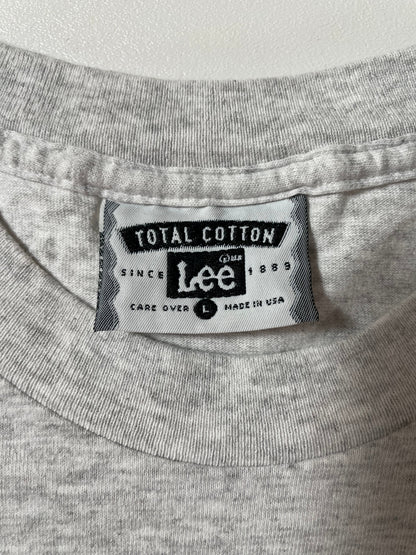 TOTAL COTTON
SINCE Lee 1889
CARE OVER L MADE IN USA